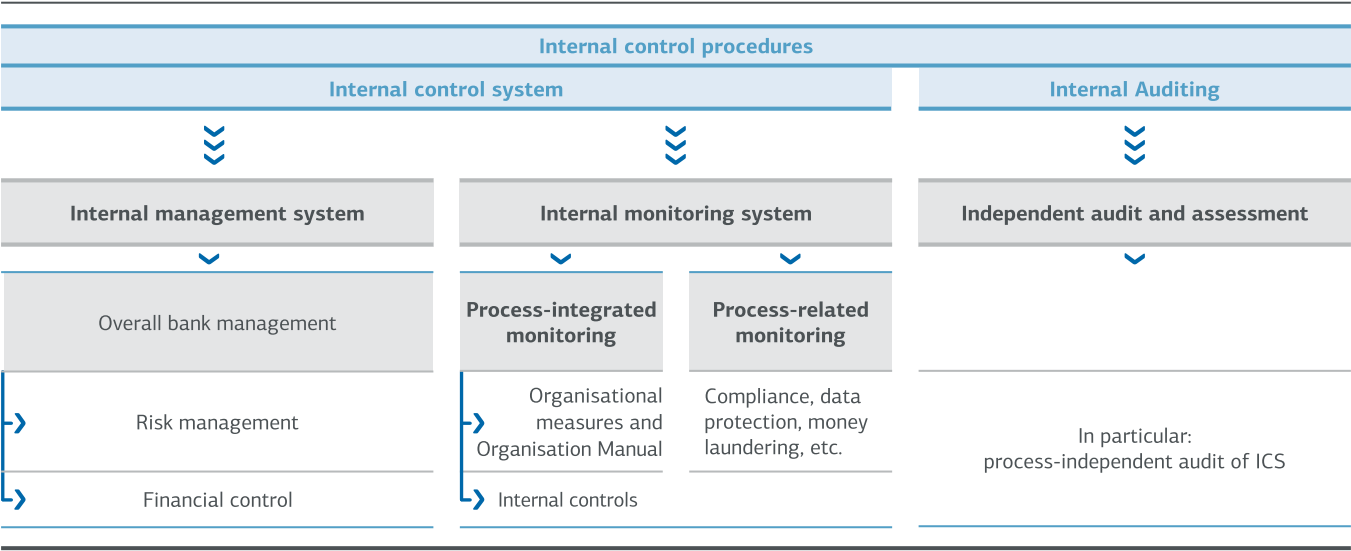 Internal control procedures
Internal control system
Internal Auditing
Internal management system
Internal monitoring system
Independent audit and assessment
Overall bank management
Process-integrated
monitoring
Process-related
monitoring
Risk management
Organisational
measures and
Organisation Manual
Compliance, data
protection, money
laundering, etc.
In particular:
process-independent audit of ICS
Financial control
Internal controls